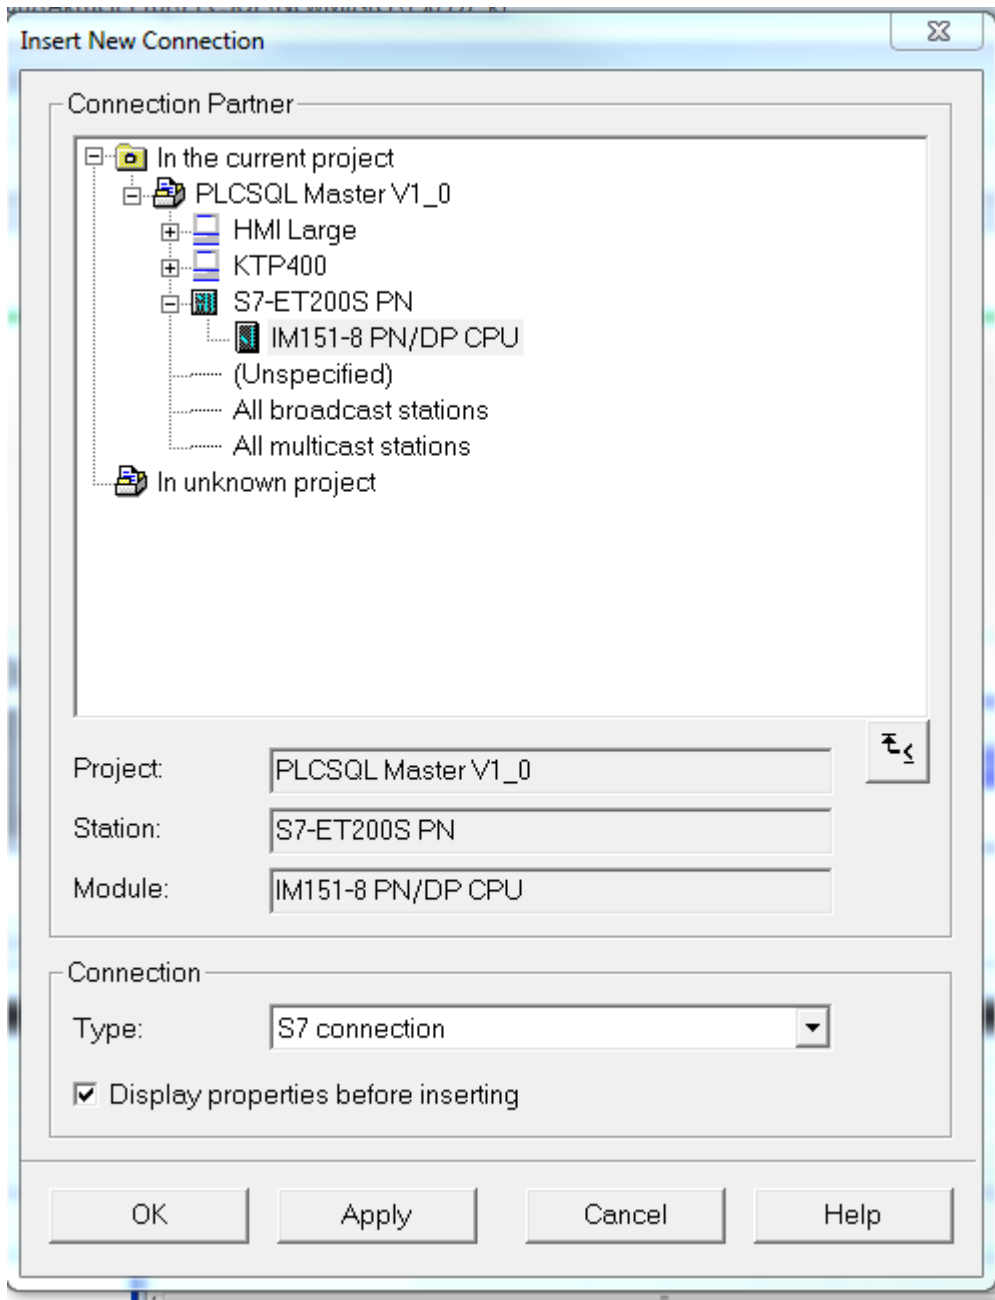 Insert New Connection
Connection Partner
In the current project
PLCSQL Master V1_0
HMI Large
KTP400
S7-ET200S PN
IM151-8 PN/DP CPU
(Unspecified)
All broadcast stations
All multicast stations
In unknown project
Project: PLCSQL Master V1_0
Station: S7-ET200S PN
Module: IM151-8 PN/DP CPU
Connection
Type: S7 connection
Display properties before inserting
OK Apply Cancel Help